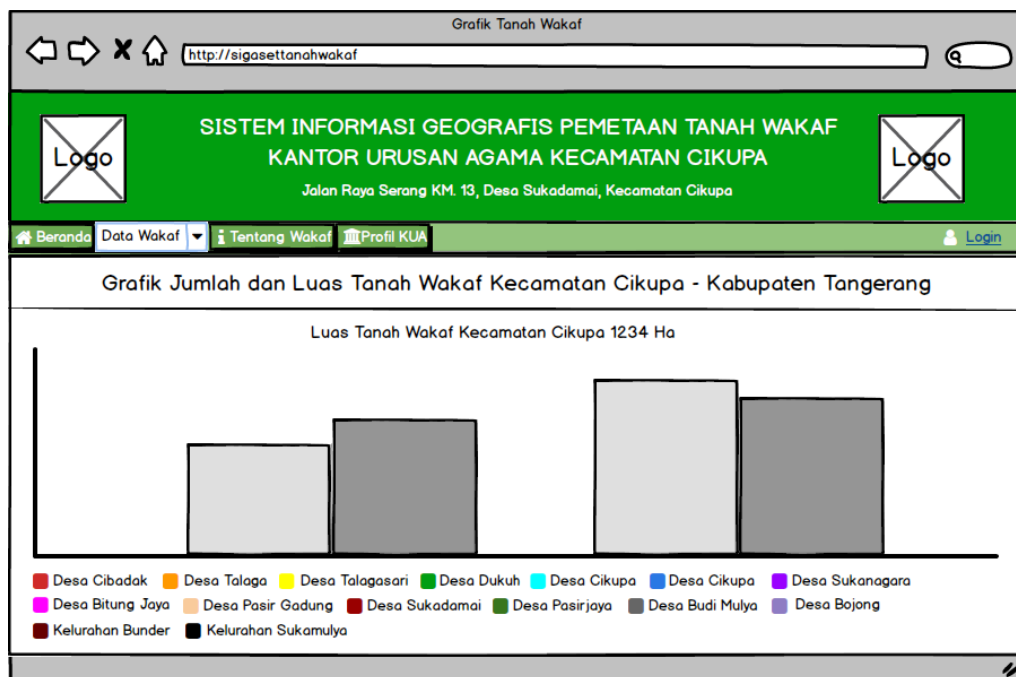 Grafik Tanah Wakaf
http://sigasettanahwakaf
Logo
SISTEM INFORMASI GEOGRAFIS PEMETAAN TANAH WAKAF
KANTOR URUSAN AGAMA KECAMATAN CIKUPA
Jalan Raya Serang KM. 13, Desa Sukadamai, Kecamatan Cikupa
Logo
Beranda Data Wakaf Tentang Wakaf Profil KUA Login
Grafik Jumlah dan Luas Tanah Wakaf Kecamatan Cikupa - Kabupaten Tangerang
Luas Tanah Wakaf Kecamatan Cikupa 1234 Ha
Desa Cibadak Desa Talaga Desa Talagasari Desa Dukuh Desa Cikupa Desa Cikupa Desa Sukanagara
Desa Bitung Jaya Desa Pasir Gadung Desa Sukadamai Desa Pasirjaya Desa Budi Mulya Desa Bojong
Kelurahan Bunder Kelurahan Sukamulya